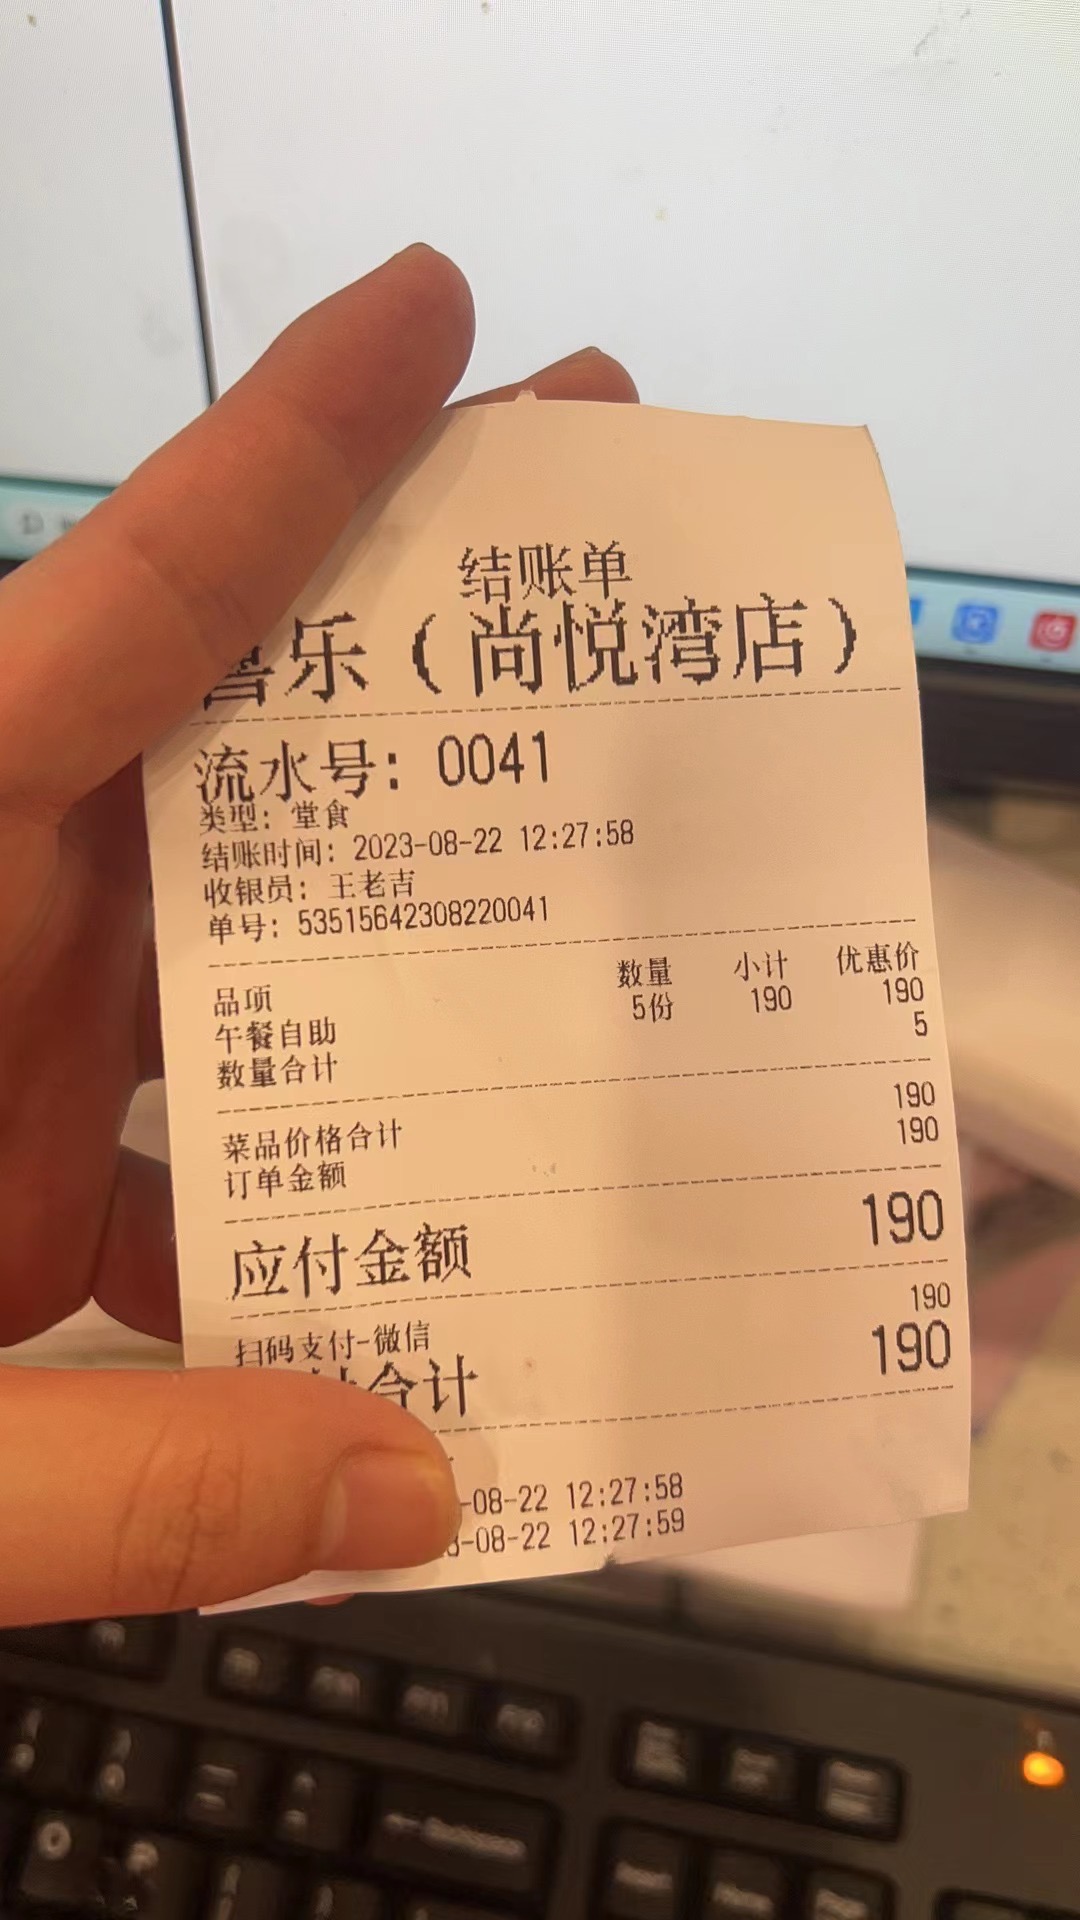 结账单
喜乐（尚悦湾店）
流水号：0041
类型：堂食
结账时间：2023-08-22 12:27:58
收银员：王老吉
单号：53515642308220041
品项 数量 小计 优惠价
午餐自助 5份 190 190
数量合计 5
菜品价格合计 190
订单金额 190
应付金额 190
扫码支付-微信 190
合计 190
-08-22 12:27:58
3-08-22 12:27:59